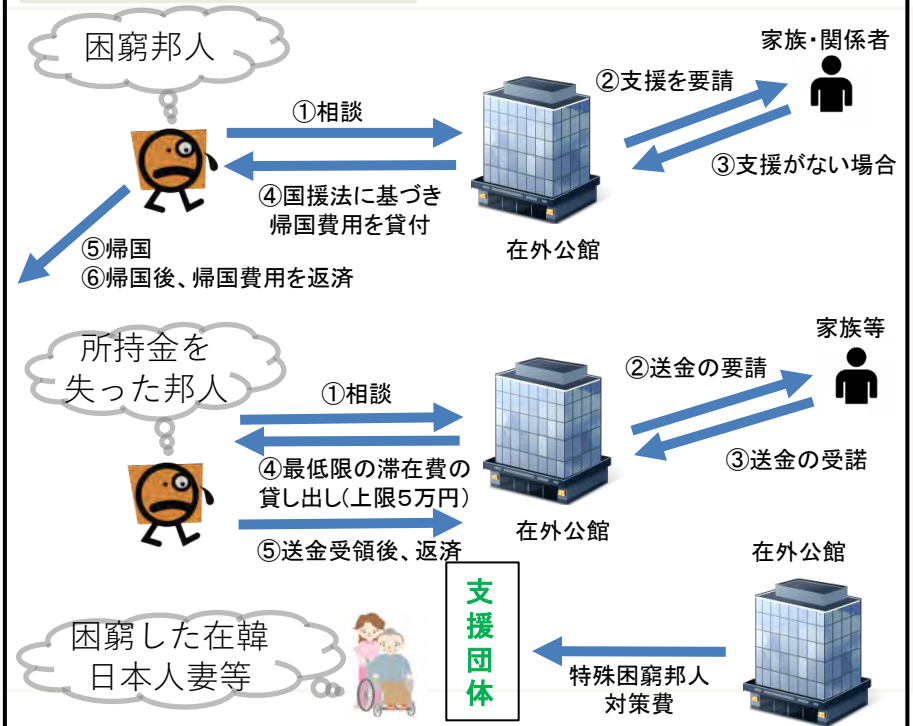 困窮邦人
家族・関係者
②支援を要請
①相談
③支援がない場合
④国援法に基づき
帰国費用を貸付
在外公館
⑤帰国
⑥帰国後、帰国費用を返済
所持金を
失った邦人
家族等
②送金の要請
①相談
③送金の受諾
④最低限の滞在費の
貸し出し(上限５万円)
在外公館
⑤送金受領後、返済
在外公館
支援団体
困窮した在韓
日本人妻等
特殊困窮邦人
対策費